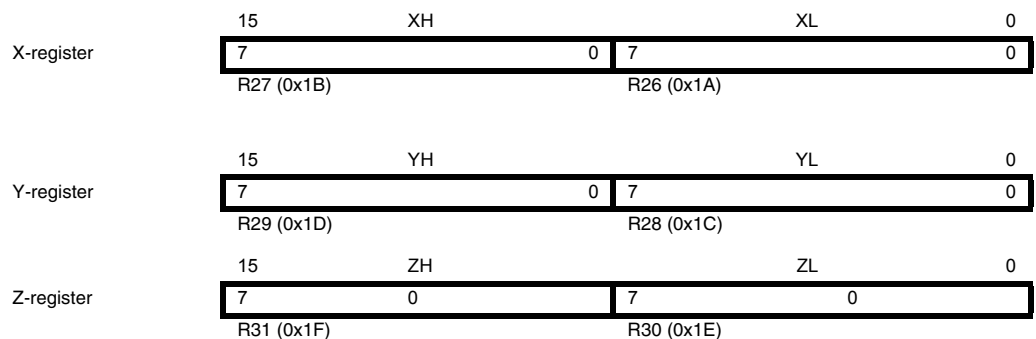 15 XH XL 0
X-register 7 0 7 0
R27 (0x1B) R26 (0x1A)
15 YH YL 0
Y-register 7 0 7 0
R29 (0x1D) R28 (0x1C)
15 ZH ZL 0
Z-register 7 0 7 0
R31 (0x1F) R30 (0x1E)